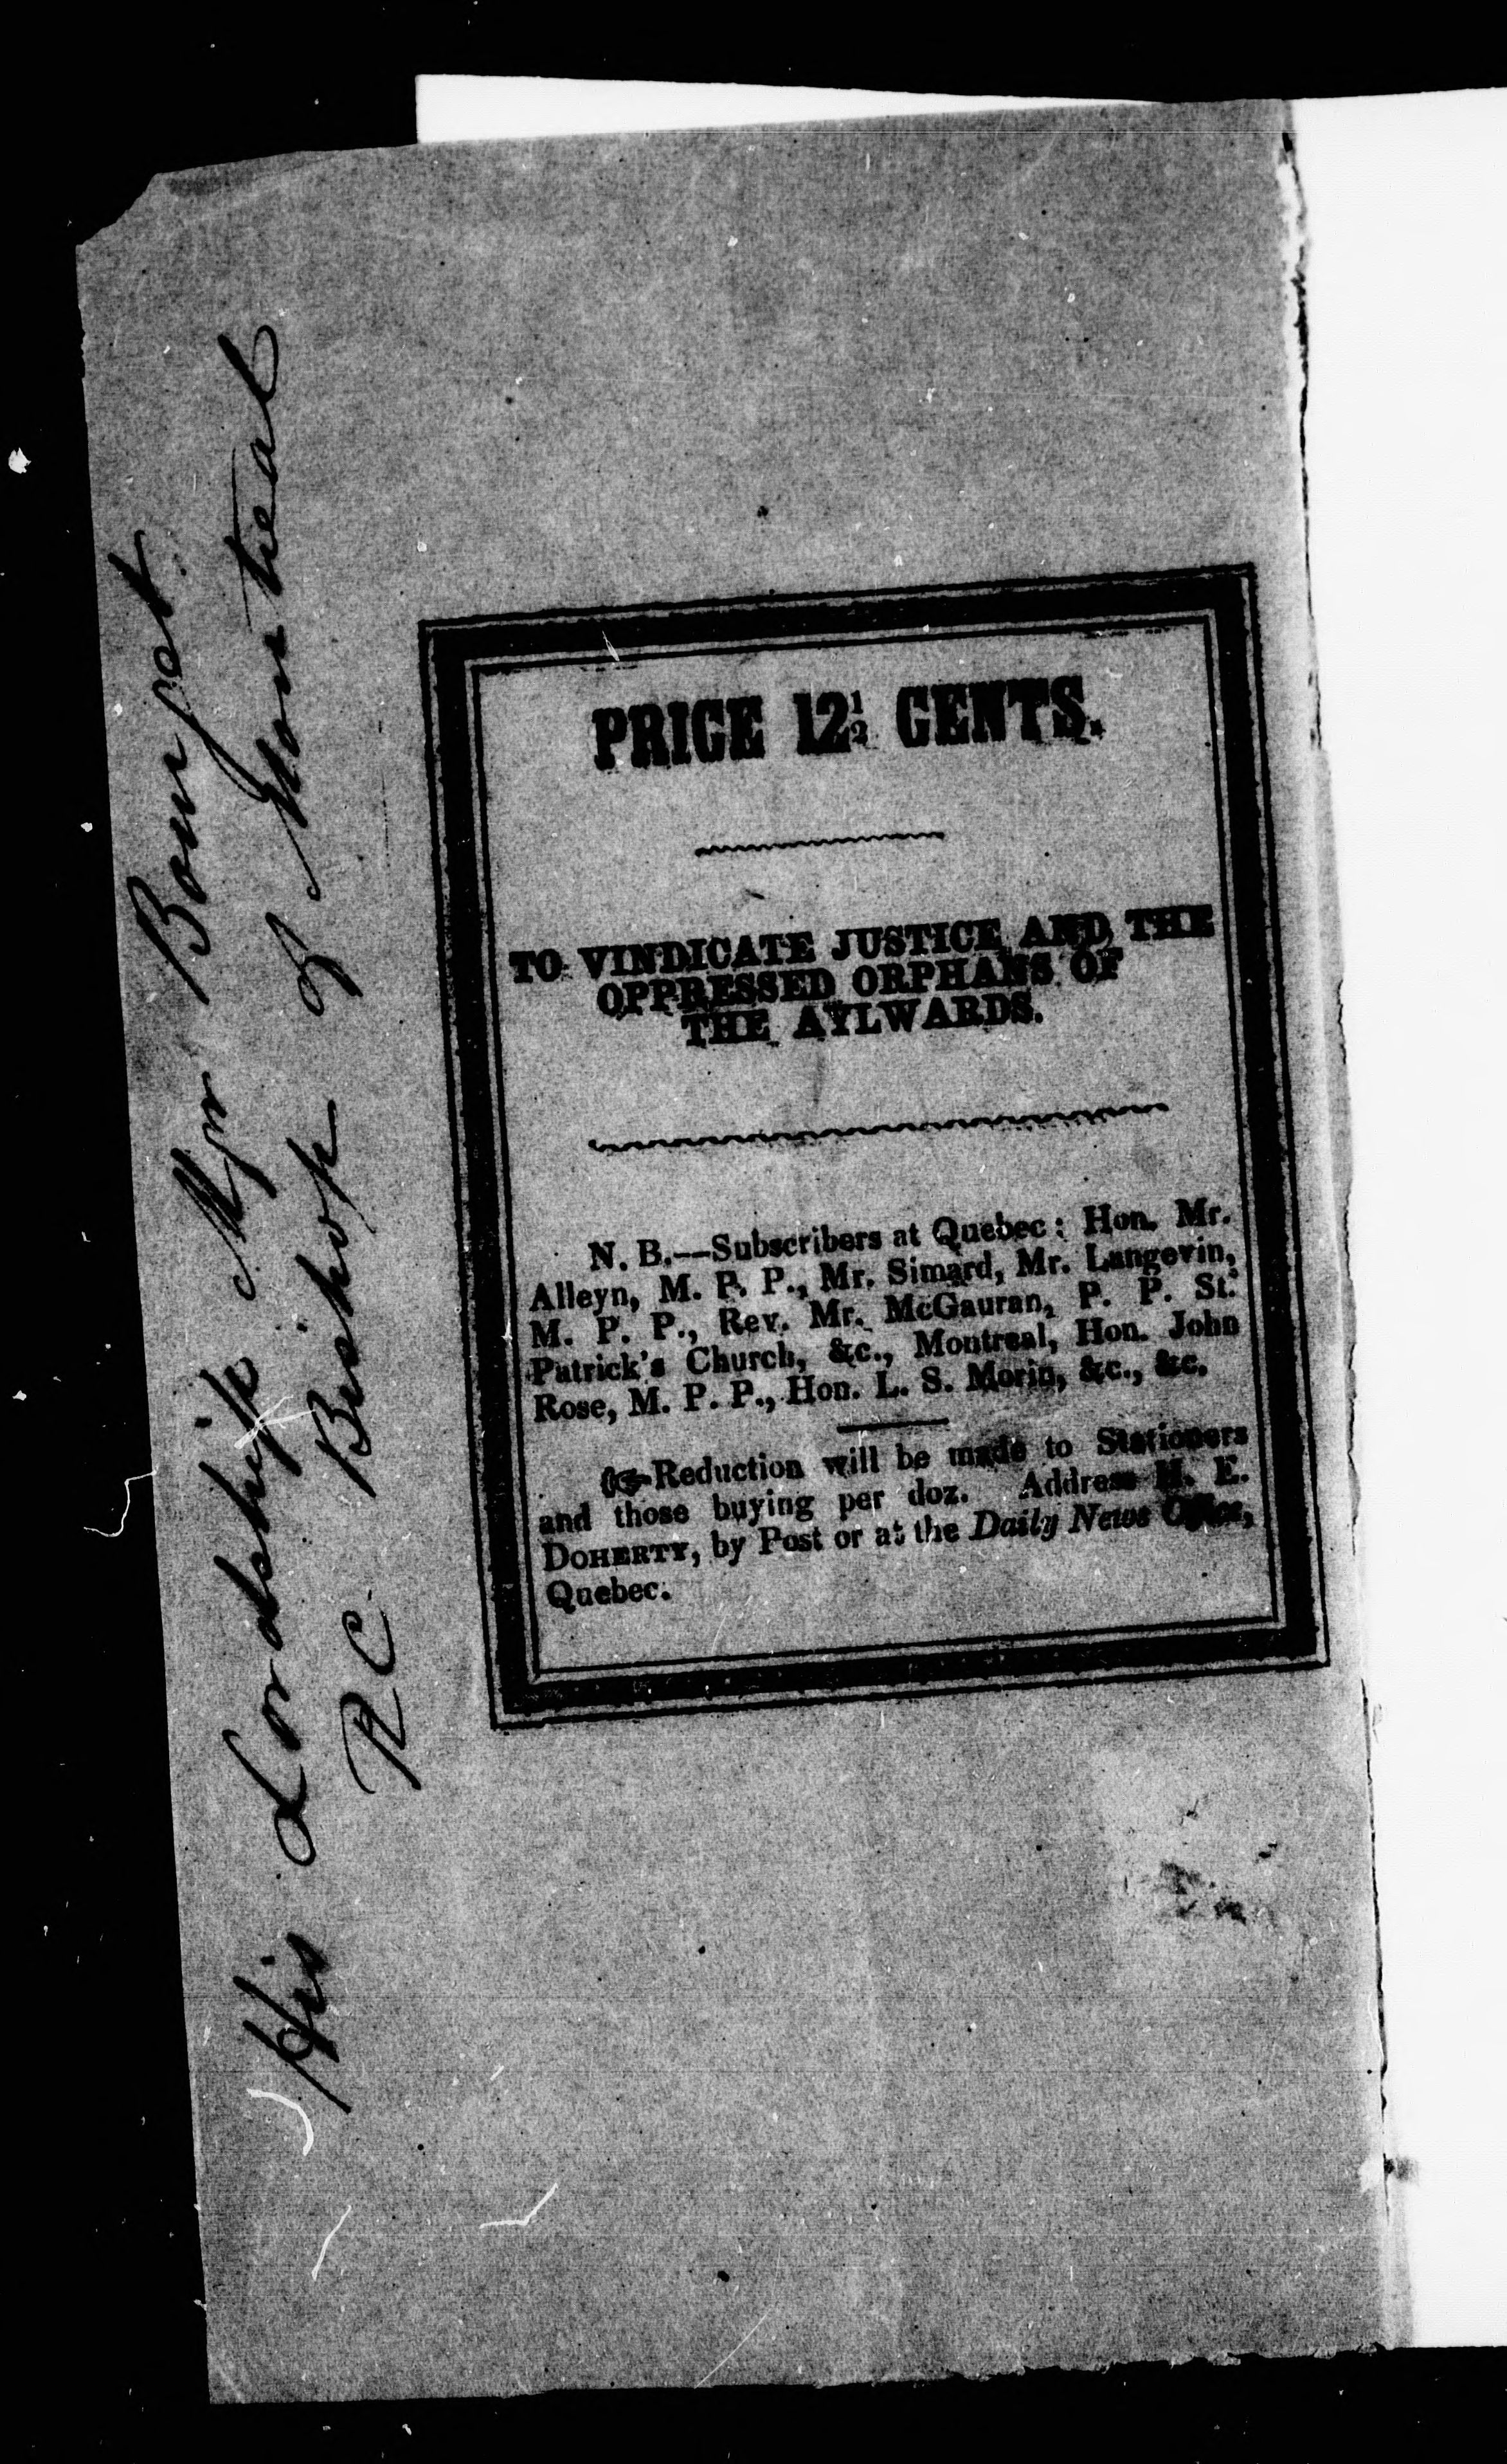 His Lordship Mgr Bourget
R C Bishop of Montreal
PRICE 12½ CENTS.
TO VINDICATE JUSTICE AND THE
OPPRESSED ORPHANS OF
THE AYLWARDS.
N. B.—Subscribers at Quebec: Hon. Mr.
Alleyn, M. P. P., Mr. Simard, Mr. Langevin,
M. P. P., Rev. Mr. McGauran, P. P. St.
Patrick's Church, &c., Montreal, Hon. John
Rose, M. P. P., Hon. L. S. Morin, &c., &c.
☞Reduction will be made to Stationers
and those buying per doz. Address H. E.
DOHERTY, by Post or at the Daily News Office,
Quebec.